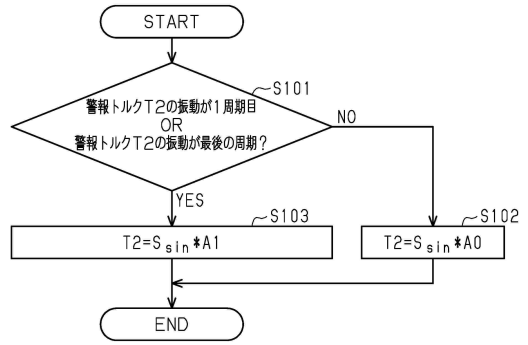 START
S101
警報トルクT2の振動が1周期目
OR
警報トルクT2の振動が最後の周期?
NO
YES
S103
T2=Ssin*A1
S102
T2=Ssin*A0
END